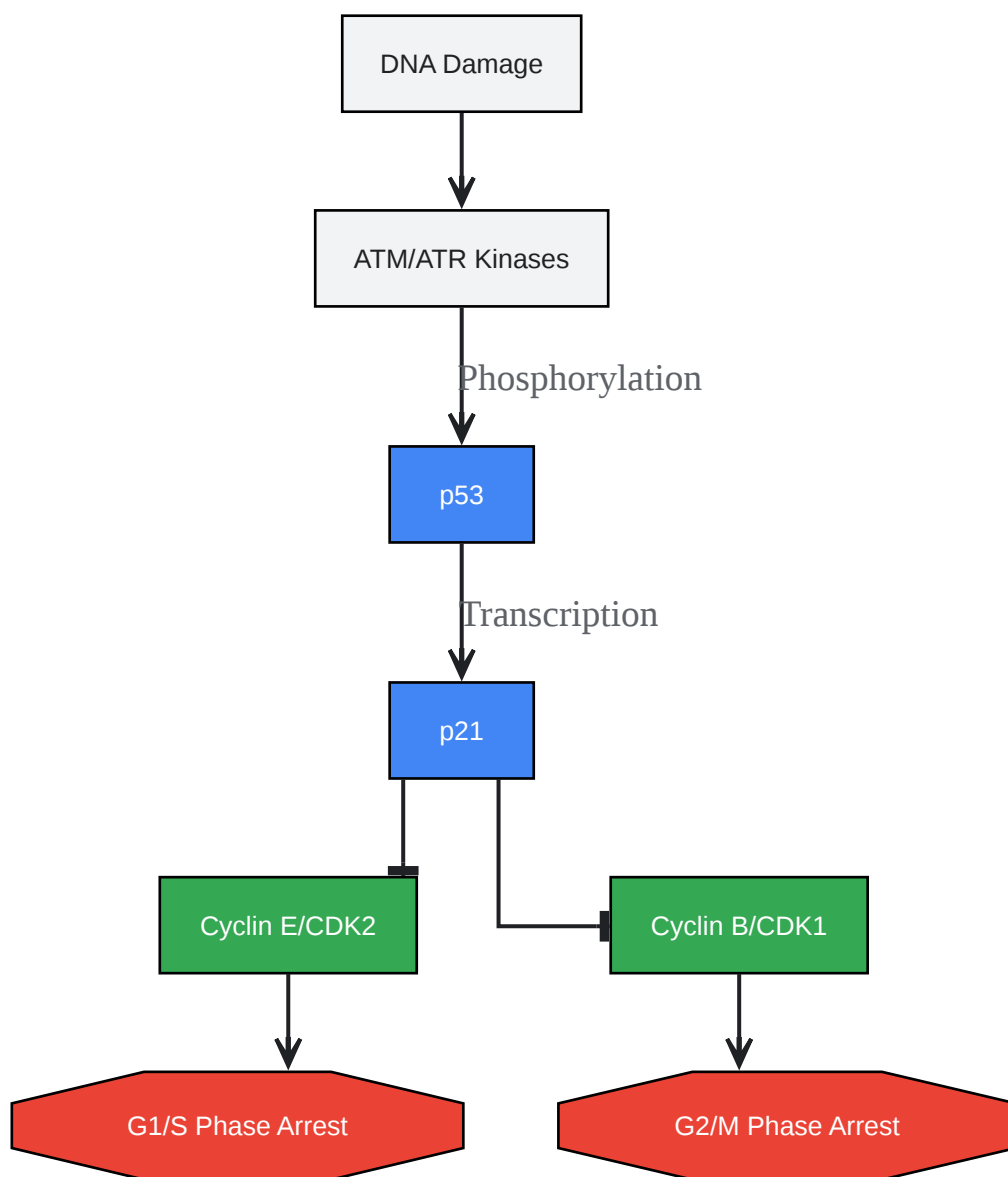 DNA Damage
ATM/ATR Kinases
Phosphorylation
p53
Transcription
p21
Cyclin E/CDK2
Cyclin B/CDK1
G1/S Phase Arrest
G2/M Phase Arrest